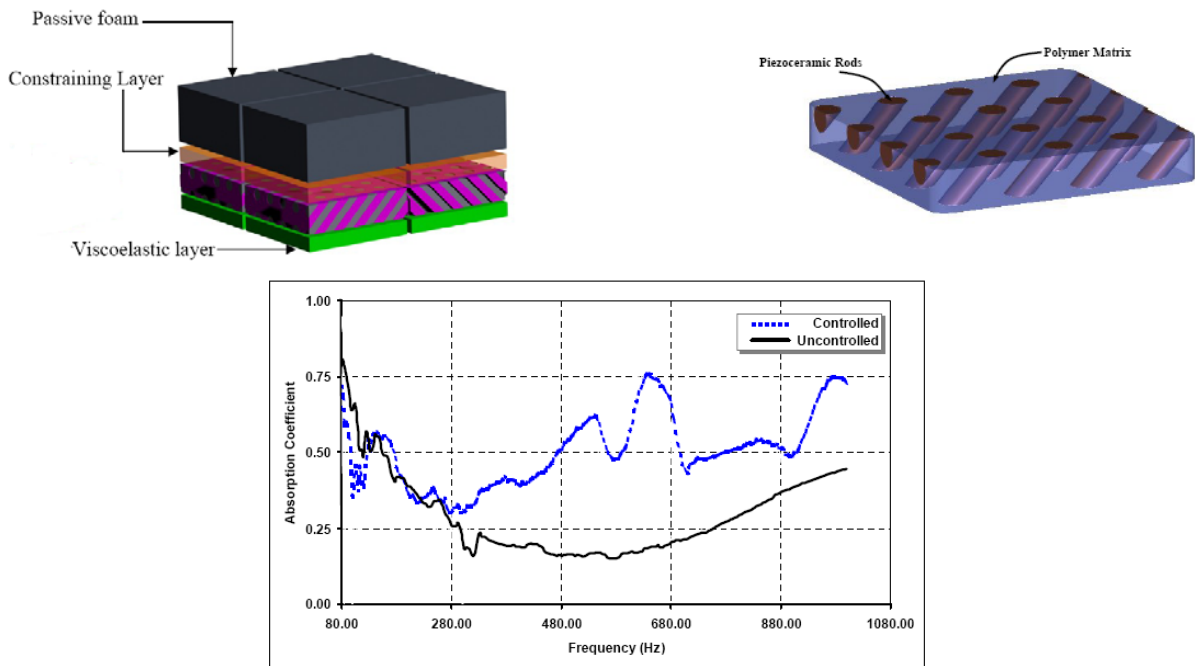 Passive foam
Constraining Layer
Viscoelastic layer
Polymer Matrix
Piezoceramic Rods
1.00
0.75
0.50
0.25
0.00
Absorption Coefficient
Controlled
Uncontrolled
80.00 280.00 480.00 680.00 880.00 1080.00
Frequency (Hz)